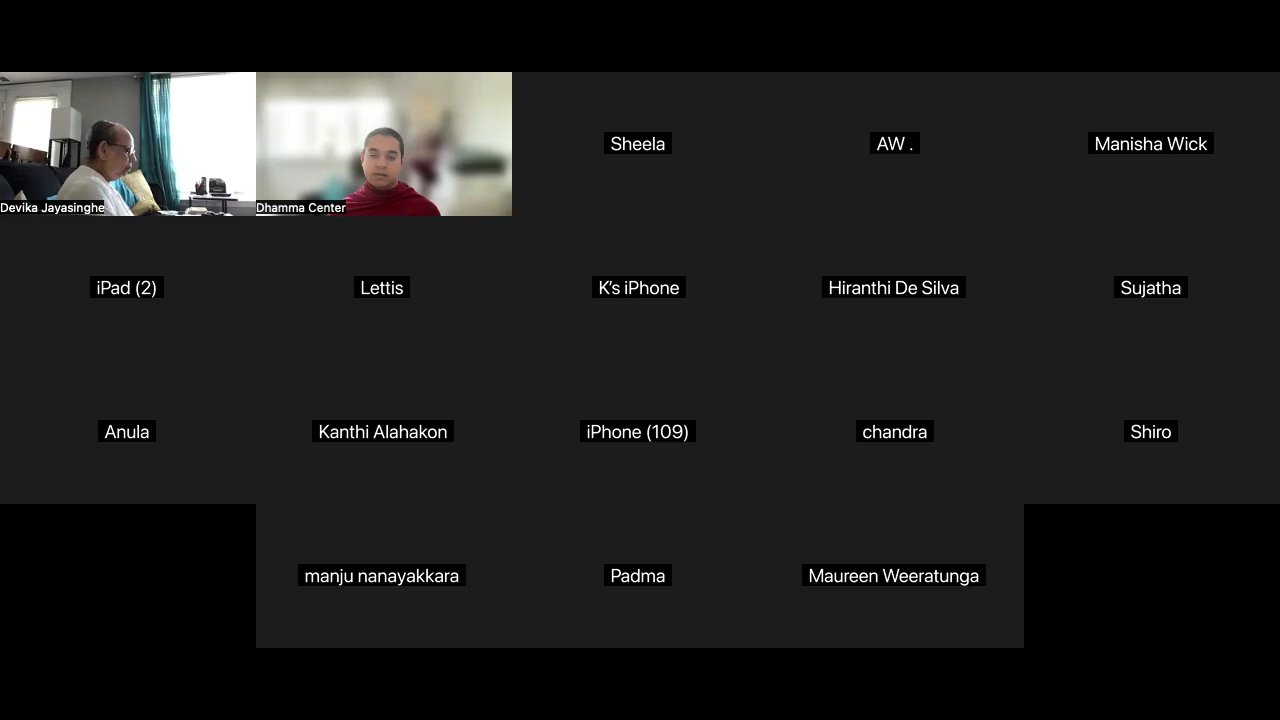 Devika Jayasinghe
Dhamma Center
Sheela
AW .
Manisha Wick
iPad (2)
Lettis
K's iPhone
Hiranthi De Silva
Sujatha
Anula
Kanthi Alahakon
iPhone (109)
chandra
Shiro
manju nanayakkara
Padma
Maureen Weeratunga